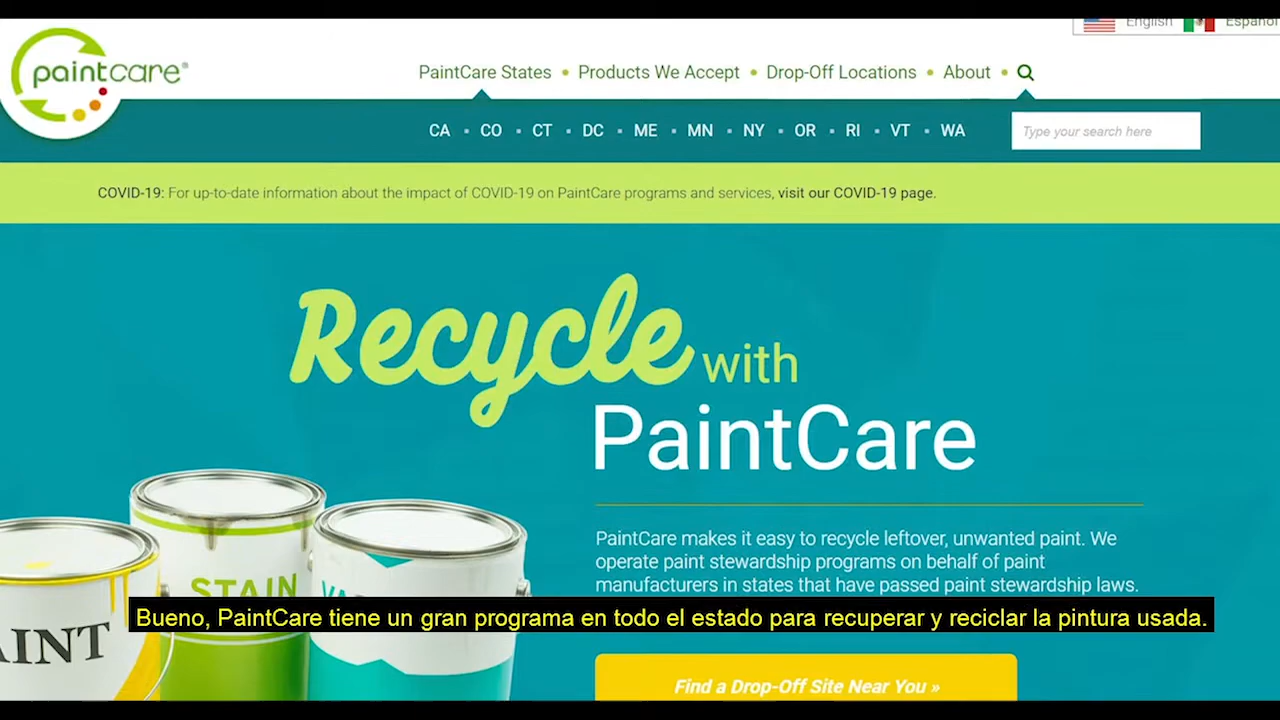 English Español
paintcare®
PaintCare States • Products We Accept • Drop-Off Locations • About •
CA • CO • CT • DC • ME • MN • NY • OR • RI • VT • WA
Type your search here
COVID-19: For up-to-date information about the impact of COVID-19 on PaintCare programs and services, visit our COVID-19 page.
Recycle with
PaintCare
PaintCare makes it easy to recycle leftover, unwanted paint. We
operate paint stewardship programs on behalf of paint
manufacturers in states that have passed paint stewardship laws.
STAIN
Bueno, PaintCare tiene un gran programa en todo el estado para recuperar y reciclar la pintura usada.
Find a Drop-Off Site Near You »